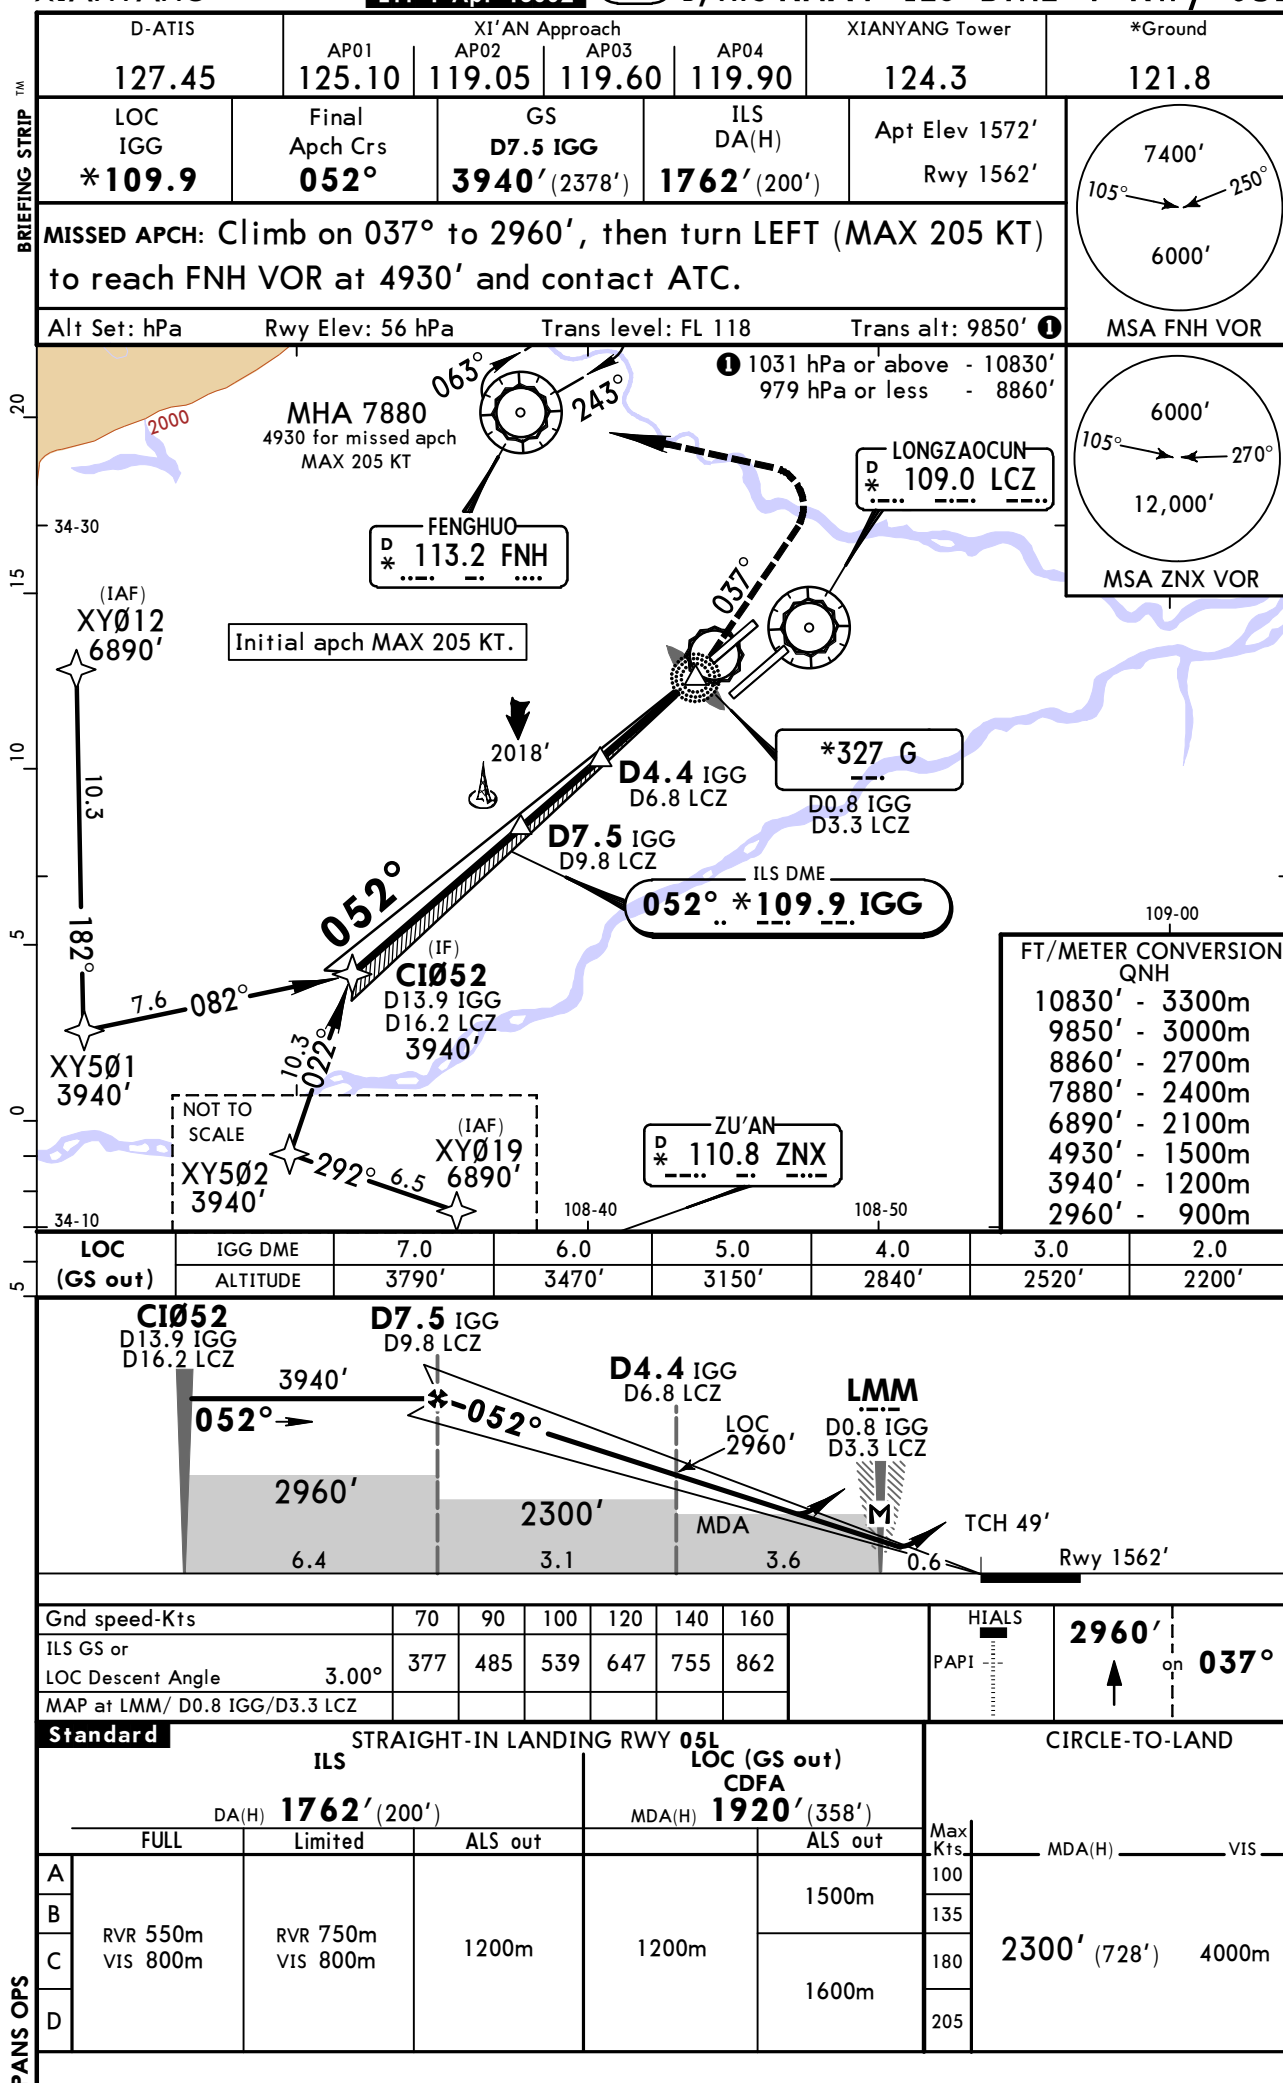 D-ATIS
127.45
XI'AN Approach
AP01 AP02 AP03 AP04
125.10 119.05 119.60 119.90
XIANYANG Tower
124.3
*Ground
121.8
BRIEFING STRIP TM
LOC
IGG
*109.9
Final
Apch Crs
052°
GS
D7.5 IGG
3940' (2378')
ILS
DA(H)
1762' (200')
Apt Elev 1572'
Rwy 1562'
MISSED APCH: Climb on 037° to 2960', then turn LEFT (MAX 205 KT)
to reach FNH VOR at 4930' and contact ATC.
Alt Set: hPa Rwy Elev: 56 hPa Trans level: FL 118 Trans alt: 9850' 1
7400'
105° 250°
6000'
MSA FNH VOR
6000'
105° 270°
12,000'
MSA ZNX VOR
1 1031 hPa or above - 10830'
979 hPa or less - 8860'
063°
243°
MHA 7880
4930 for missed apch
MAX 205 KT
2000
20
15
10
5
0
5
34-30
34-10
FENGHUO
D
* 113.2 FNH
LONGZAOCUN
D
* 109.0 LCZ
037°
(IAF)
XYØ12
6890'
Initial apch MAX 205 KT.
2018'
10.3
182°
*327 G
D0.8 IGG
D3.3 LCZ
D4.4 IGG
D6.8 LCZ
D7.5 IGG
D9.8 LCZ
ILS DME
052° *109.9 IGG
052°
(IF)
CIØ52
D13.9 IGG
D16.2 LCZ
3940'
7.6 082°
XY5Ø1
3940'
10.3
022°
NOT TO
SCALE
XY5Ø2
3940'
292° 6.5
(IAF)
XYØ19
6890'
ZU'AN
D
* 110.8 ZNX
108-40
108-50
109-00
FT/METER CONVERSION
QNH
10830' - 3300m
9850' - 3000m
8860' - 2700m
7880' - 2400m
6890' - 2100m
4930' - 1500m
3940' - 1200m
2960' - 900m
LOC
(GS out)
IGG DME 7.0 6.0 5.0 4.0 3.0 2.0
ALTITUDE 3790' 3470' 3150' 2840' 2520' 2200'
CIØ52
D13.9 IGG
D16.2 LCZ
D7.5 IGG
D9.8 LCZ
D4.4 IGG
D6.8 LCZ
LMM
D0.8 IGG
D3.3 LCZ
3940'
052°
052°
LOC
2960'
2960'
2300'
MDA
M
TCH 49'
6.4 3.1 3.6 0.6
Rwy 1562'
Gnd speed-Kts 70 90 100 120 140 160
ILS GS or
LOC Descent Angle 3.00° 377 485 539 647 755 862
MAP at LMM/ D0.8 IGG/D3.3 LCZ
HIALS
PAPI
2960'
on 037°
Standard
STRAIGHT-IN LANDING RWY 05L
ILS
DA(H) 1762' (200')
LOC (GS out)
CDFA
MDA(H) 1920' (358')
CIRCLE-TO-LAND
FULL Limited ALS out ALS out
Max
Kts
MDA(H) VIS
A
B
C
D
RVR 550m
VIS 800m
RVR 750m
VIS 800m
1200m
1200m
1500m
1600m
100
135
180
205
2300' (728') 4000m
PANS OPS